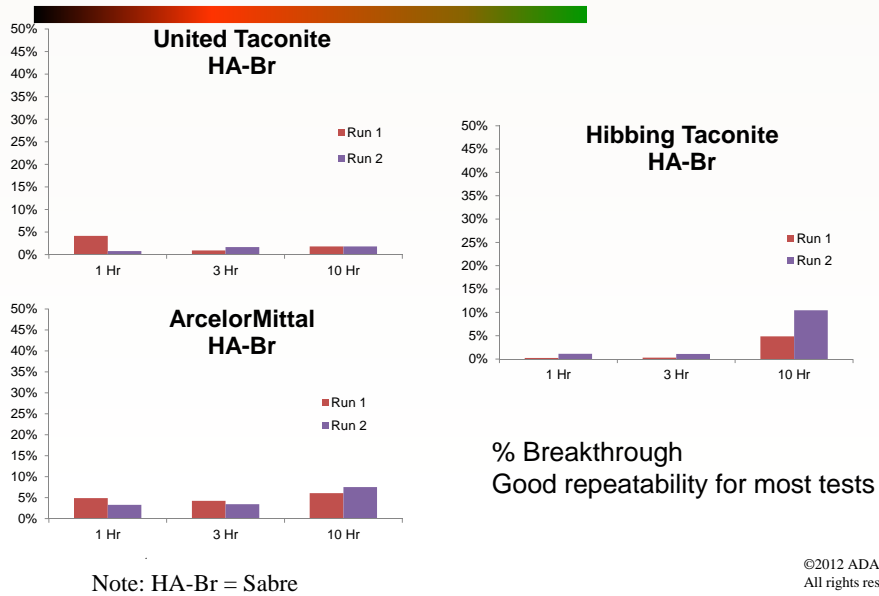 United Taconite
HA-Br
50%
45%
40%
35%
30%
25%
20%
15%
10%
5%
0%
Run 1
Run 2
1 Hr
3 Hr
10 Hr
Hibbing Taconite
HA-Br
50%
45%
40%
35%
30%
25%
20%
15%
10%
5%
0%
Run 1
Run 2
1 Hr
3 Hr
10 Hr
ArcelorMittal
HA-Br
50%
45%
40%
35%
30%
25%
20%
15%
10%
5%
0%
Run 1
Run 2
1 Hr
3 Hr
10 Hr
% Breakthrough
Good repeatability for most tests
Note: HA-Br = Sabre
©2012 ADA
All rights res